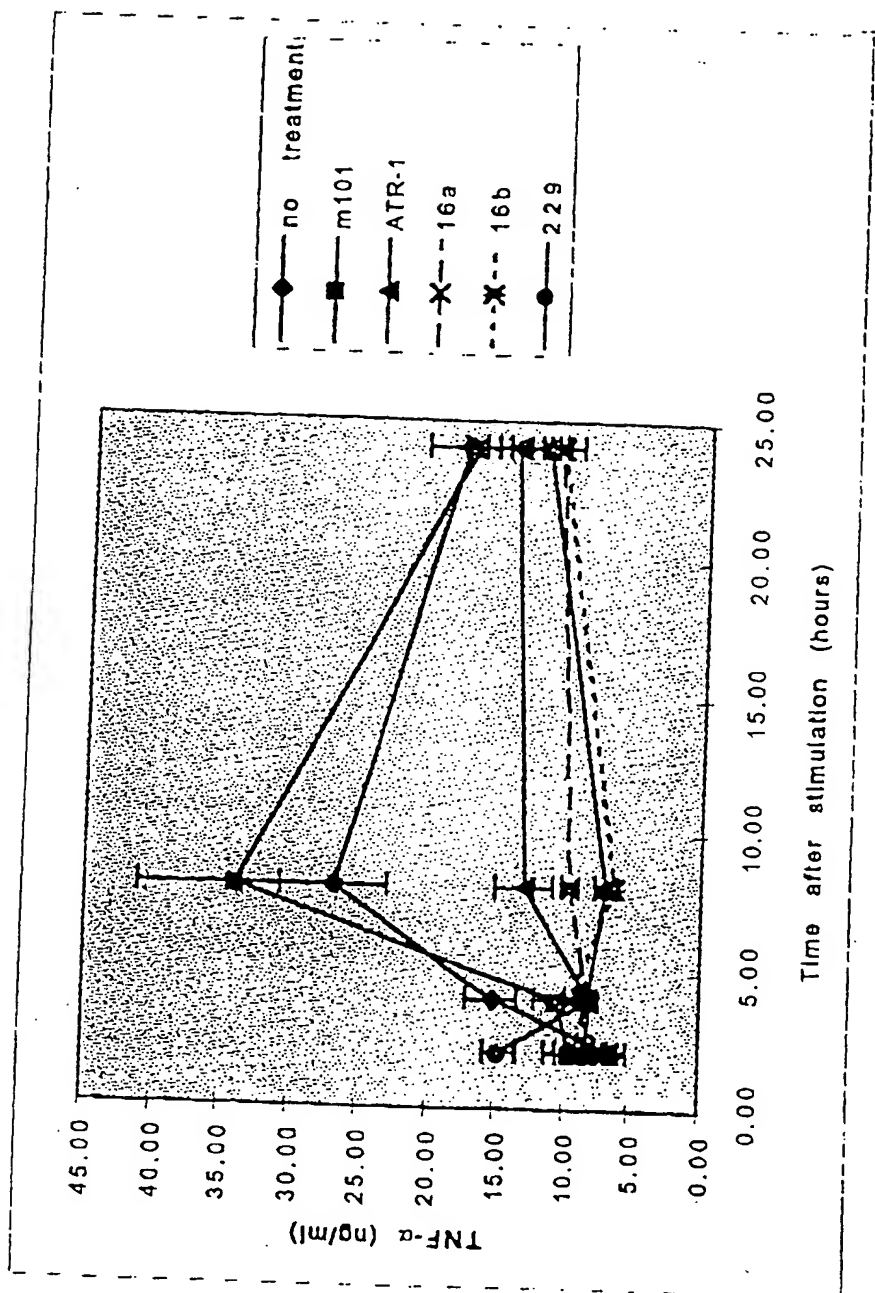 TNF-α (ng/ml)
45.00
40.00
35.00
30.00
25.00
20.00
15.00
10.00
5.00
0.00
0.00
5.00
10.00
15.00
20.00
25.00
Time after stimulation (hours)
no treatment
m101
ATR-1
16a
16b
229